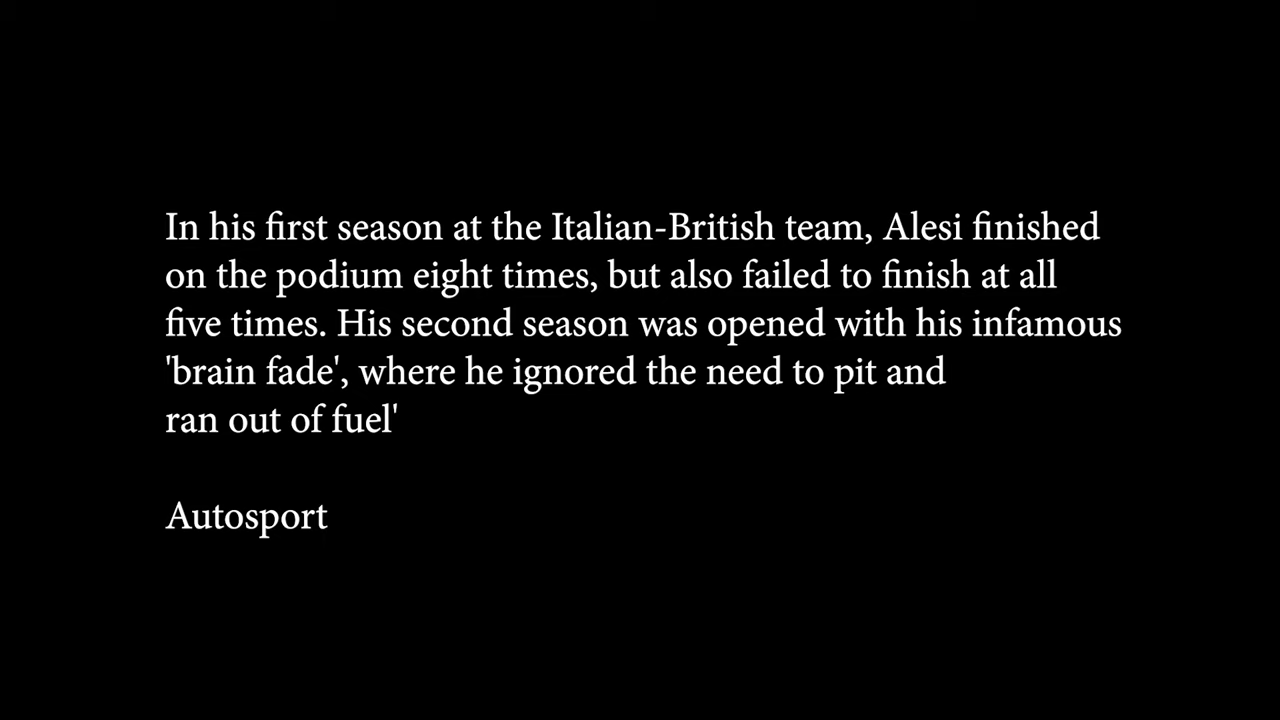 In his first season at the Italian-British team, Alesi finished
on the podium eight times, but also failed to finish at all
five times. His second season was opened with his infamous
'brain fade', where he ignored the need to pit and
ran out of fuel'
Autosport